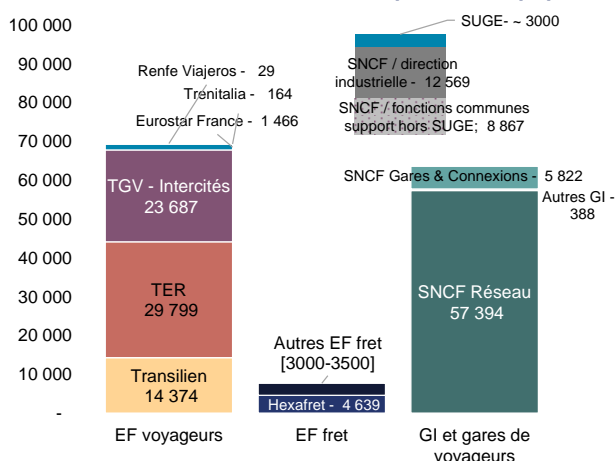 100 000
90 000
80 000
70 000
60 000
50 000
40 000
30 000
20 000
10 000
-
SUGE- ~ 3000
SNCF / direction
industrielle - 12 569
SNCF / fonctions communes
support hors SUGE; 8 867
Renfe Viajeros - 29
Trenitalia - 164
Eurostar France - 1 466
TGV - Intercités
23 687
TER
29 799
Transilien
14 374
Autres EF fret
[3000-3500]
Hexafret - 4 639
SNCF Gares & Connexions - 5 822
Autres GI -
388
SNCF Réseau
57 394
EF voyageurs
EF fret
GI et gares de
voyageurs